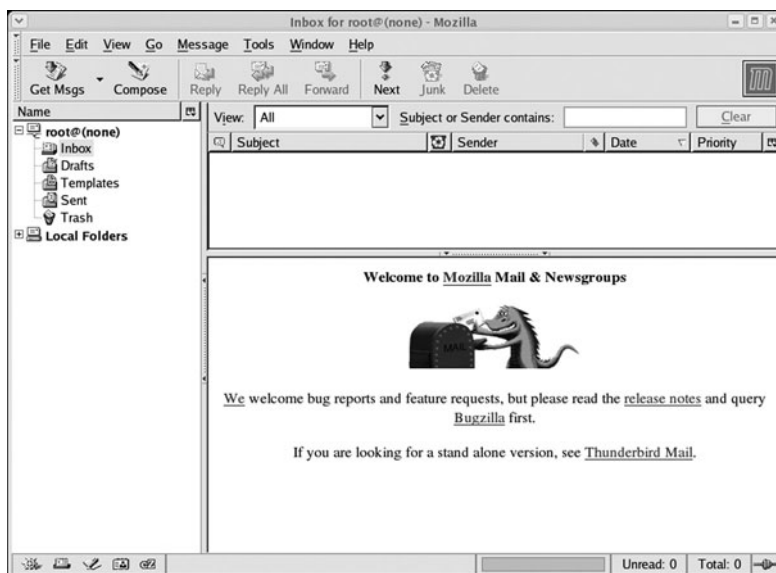 Inbox for root@(none) - Mozilla
File Edit View Go Message Tools Window Help
Get Msgs Compose Reply Reply All Forward Next Junk Delete
Name
View: All Subject or Sender contains: Clear
root@(none)
Inbox
Drafts
Templates
Sent
Trash
Local Folders
Subject Sender Date Priority
Welcome to Mozilla Mail & Newsgroups
MAIL
We welcome bug reports and feature requests, but please read the release notes and query
Bugzilla first.
If you are looking for a stand alone version, see Thunderbird Mail.
Unread: 0 Total: 0